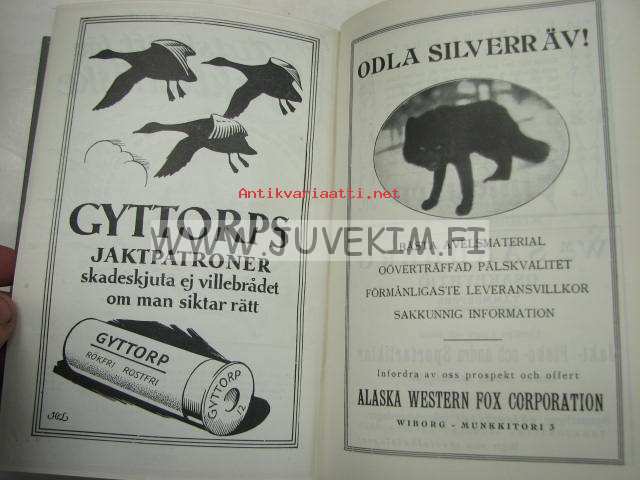 GYTTORPS
JAKTPATRONER
skadeskjuta ej villebrådet
om man siktar rätt
GYTTORP
RÖKFRI ROSTFRI
GYTTORP
12
ODLA SILVERRÄV!
BÄSTA AVELSMATERIAL
OÖVERTRÄFFAD PÄLSKVALITET
FÖRMÅNLIGASTE LEVERANSVILLKOR
SAKKUNNIG INFORMATION
Infordra av oss prospekt och offert
ALASKA WESTERN FOX CORPORATION
WIBORG - MUNKKITORI 3
Antikvariaatti.net
WWW.JUVEKIM.FI